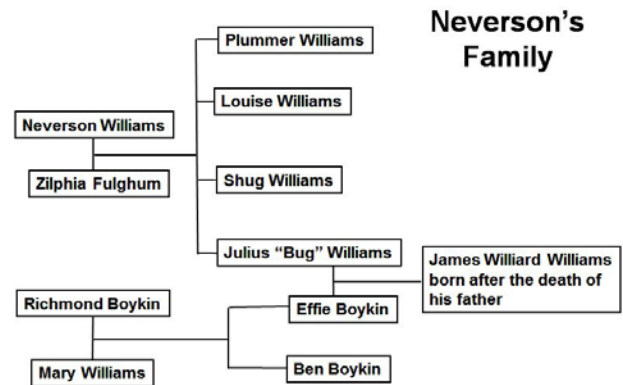 Neverson's
Family
Plummer Williams
Louise Williams
Neverson Williams
Zilphia Fulghum
Shug Williams
Julius “Bug” Williams
James Williard Williams
born after the death of
his father
Richmond Boykin
Effie Boykin
Mary Williams
Ben Boykin